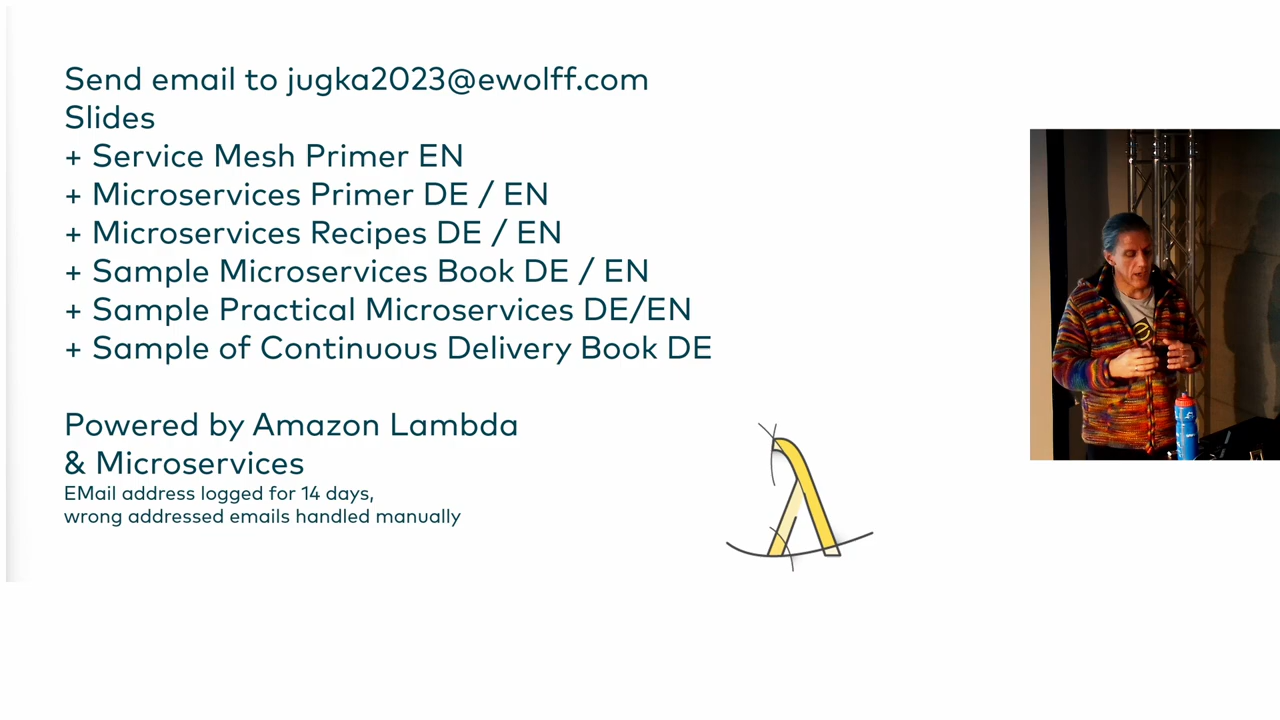 Send email to jugka2023@ewolff.com
Slides
+ Service Mesh Primer EN
+ Microservices Primer DE / EN
+ Microservices Recipes DE / EN
+ Sample Microservices Book DE / EN
+ Sample Practical Microservices DE/EN
+ Sample of Continuous Delivery Book DE
Powered by Amazon Lambda
& Microservices
EMail address logged for 14 days,
wrong addressed emails handled manually